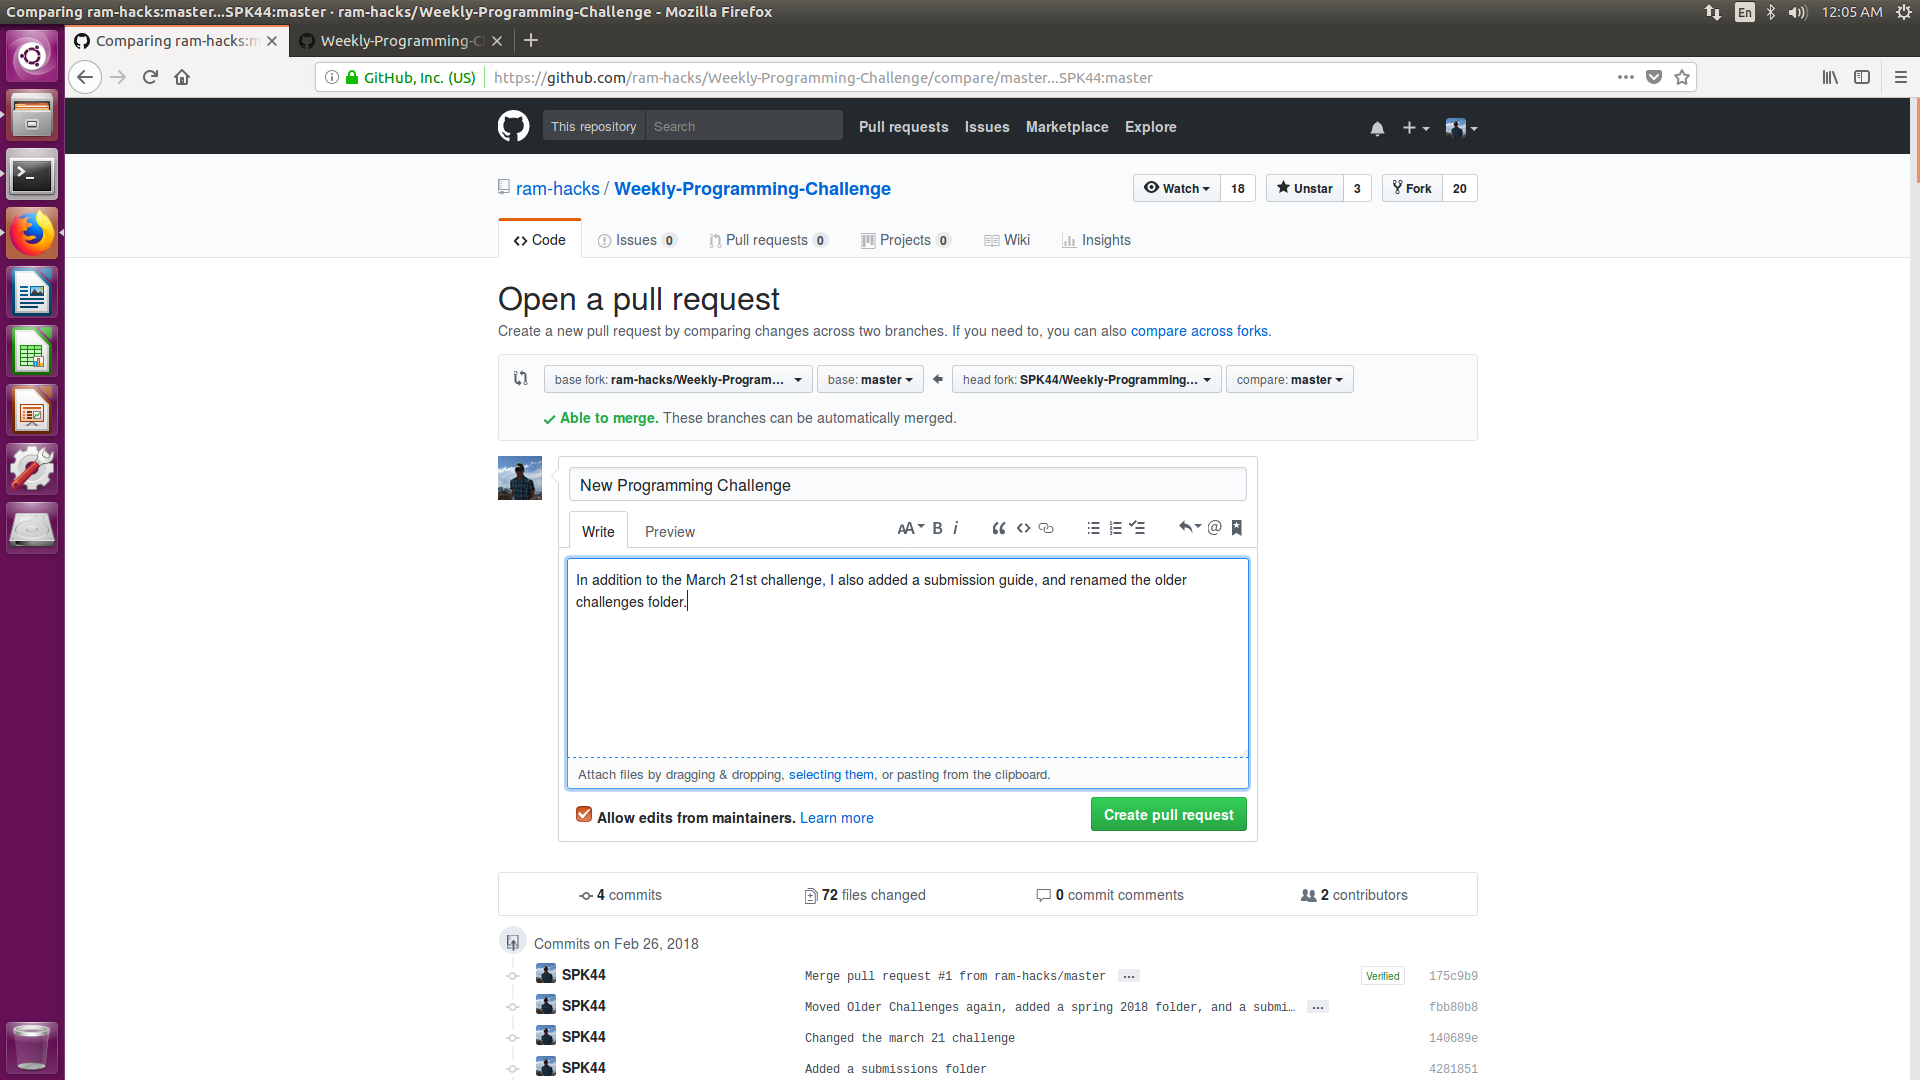 Comparing ram-hacks:master...SPK44:master · ram-hacks/Weekly-Programming-Challenge - Mozilla Firefox
En
12:05 AM
Comparing ram-hacks:m
Weekly-Programming-C
GitHub, Inc. (US)
https://github.com/ram-hacks/Weekly-Programming-Challenge/compare/master...SPK44:master
This repository
Search
Pull requests
Issues
Marketplace
Explore
ram-hacks / Weekly-Programming-Challenge
Watch 18
Unstar 3
Fork 20
Code
Issues 0
Pull requests 0
Projects 0
Wiki
Insights
Open a pull request
Create a new pull request by comparing changes across two branches. If you need to, you can also compare across forks.
base fork: ram-hacks/Weekly-Program...
base: master
head fork: SPK44/Weekly-Programming...
compare: master
Able to merge. These branches can be automatically merged.
New Programming Challenge
Write
Preview
AA B i
In addition to the March 21st challenge, I also added a submission guide, and renamed the older
challenges folder.
Attach files by dragging & dropping, selecting them, or pasting from the clipboard.
Allow edits from maintainers. Learn more
Create pull request
4 commits
72 files changed
0 commit comments
2 contributors
Commits on Feb 26, 2018
SPK44 Merge pull request #1 from ram-hacks/master ... Verified 175c9b9
SPK44 Moved Older Challenges again, added a spring 2018 folder, and a submi... ... fbb80b8
SPK44 Changed the march 21 challenge 140689e
SPK44 Added a submissions folder 4281851